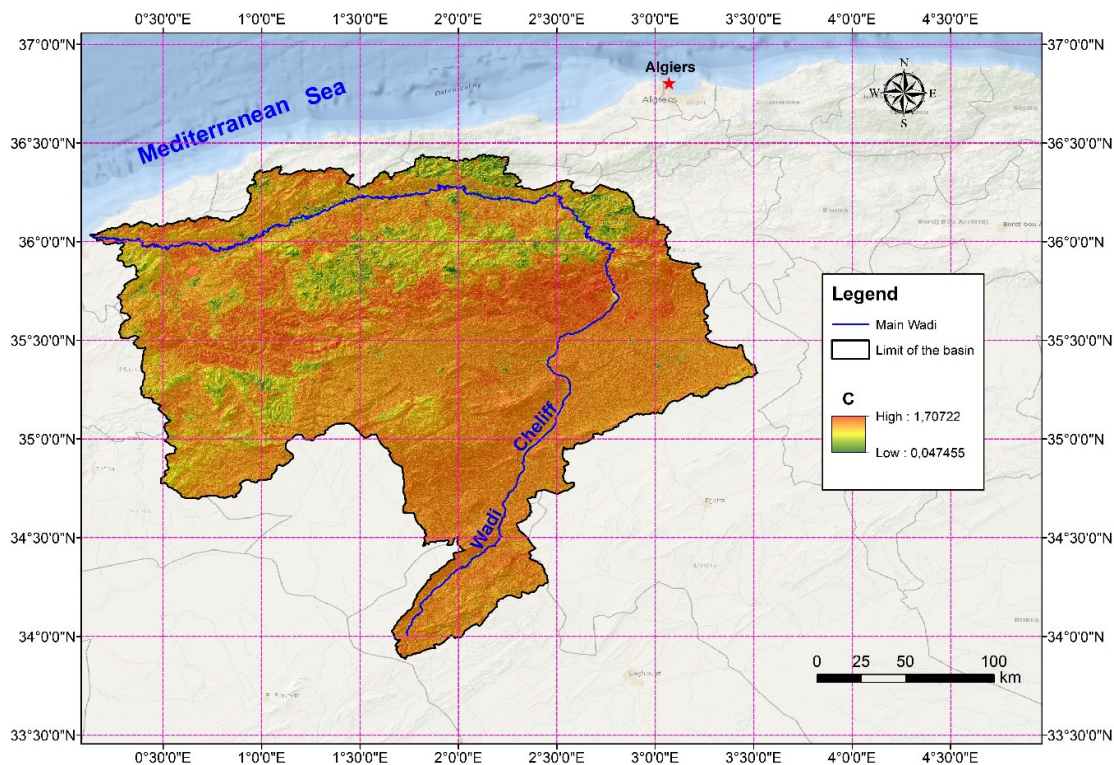 0°30'0"E 1°0'0"E 1°30'0"E 2°0'0"E 2°30'0"E 3°0'0"E 3°30'0"E 4°0'0"E 4°30'0"E
37°0'0"N 37°0'0"N
Algiers
Algiers
N
W E
S
Mediterranean Sea
36°30'0"N 36°30'0"N
36°0'0"N 36°0'0"N
Legend
Main Wadi
Limit of the basin
C
High : 1,70722
Low : 0,047455
35°30'0"N 35°30'0"N
35°0'0"N 35°0'0"N
Wadi Cheliff
34°30'0"N 34°30'0"N
34°0'0"N 34°0'0"N
Laghouat
0 25 50 100
km
33°30'0"N 33°30'0"N
0°30'0"E 1°0'0"E 1°30'0"E 2°0'0"E 2°30'0"E 3°0'0"E 3°30'0"E 4°0'0"E 4°30'0"E